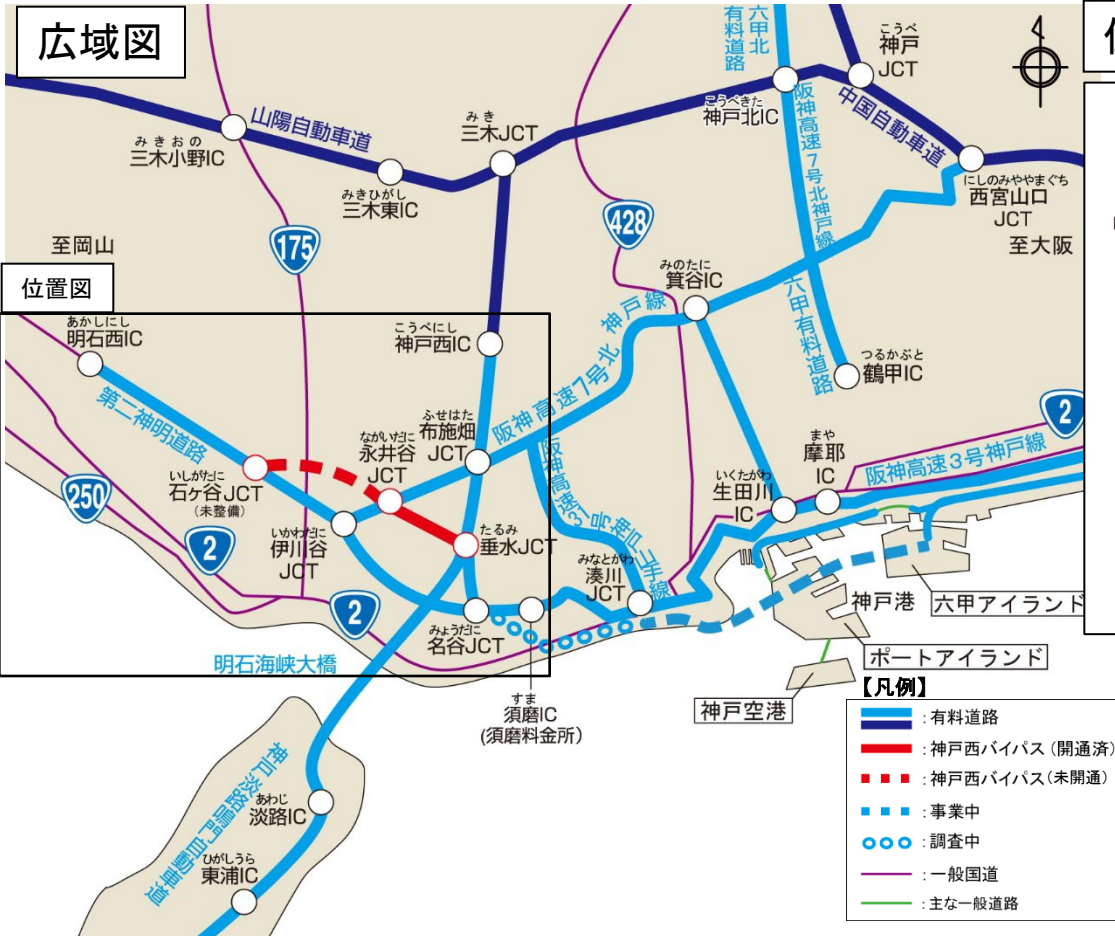 広域図
六甲北
有料道路
こうべ
神戸
JCT
山陽自動車道
みき
三木JCT
こうべきた
神戸北IC
中国自動車道
みきおの
三木小野IC
みきひがし
三木東IC
阪神高速7号北神戸線
にしのみややまぐち
西宮山口
JCT
至岡山
175
428
至大阪
位置図
みのたに
箕谷IC
あかしにし
明石西IC
こうべにし
神戸西IC
阪神高速7号北神戸線
六甲有料道路
つるかぶと
鶴甲IC
第二神明道路
ふせはた
布施畑
JCT
ながいだに
永井谷
JCT
2
まや
摩耶
IC
阪神高速3号神戸線
いしがたに
石ヶ谷JCT
(未整備)
阪神高速31号神戸山手線
いくたがわ
生田川
IC
250
2
いかわだに
伊川谷
JCT
たるみ
垂水JCT
みなとがわ
湊川
JCT
神戸港
六甲アイランド
2
みょうだに
名谷JCT
明石海峡大橋
ポートアイランド
すま
須磨IC
(須磨料金所)
神戸空港
【凡例】
:有料道路
:神戸西バイパス(開通済)
:神戸西バイパス(未開通)
:事業中
:調査中
:一般国道
:主な一般道路
神戸淡路鳴門自動車道
あわじ
淡路IC
ひがしうら
東浦IC